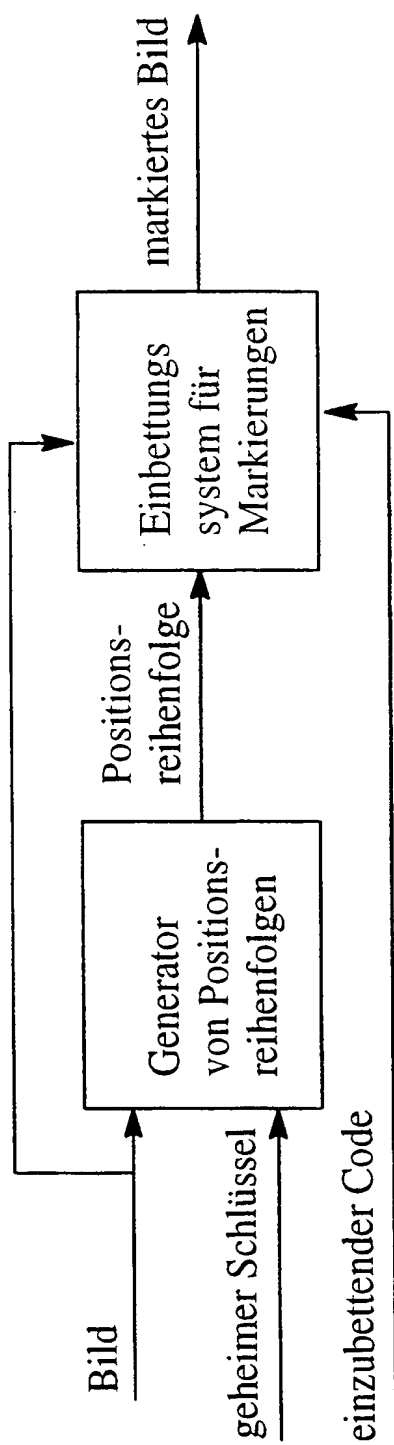 Bild
geheimer Schlüssel
einzubettender Code
Generator
von Positions-
reihenfolgen
Positions-
reihenfolge
Einbettungs
system für
Markierungen
markiertes Bild